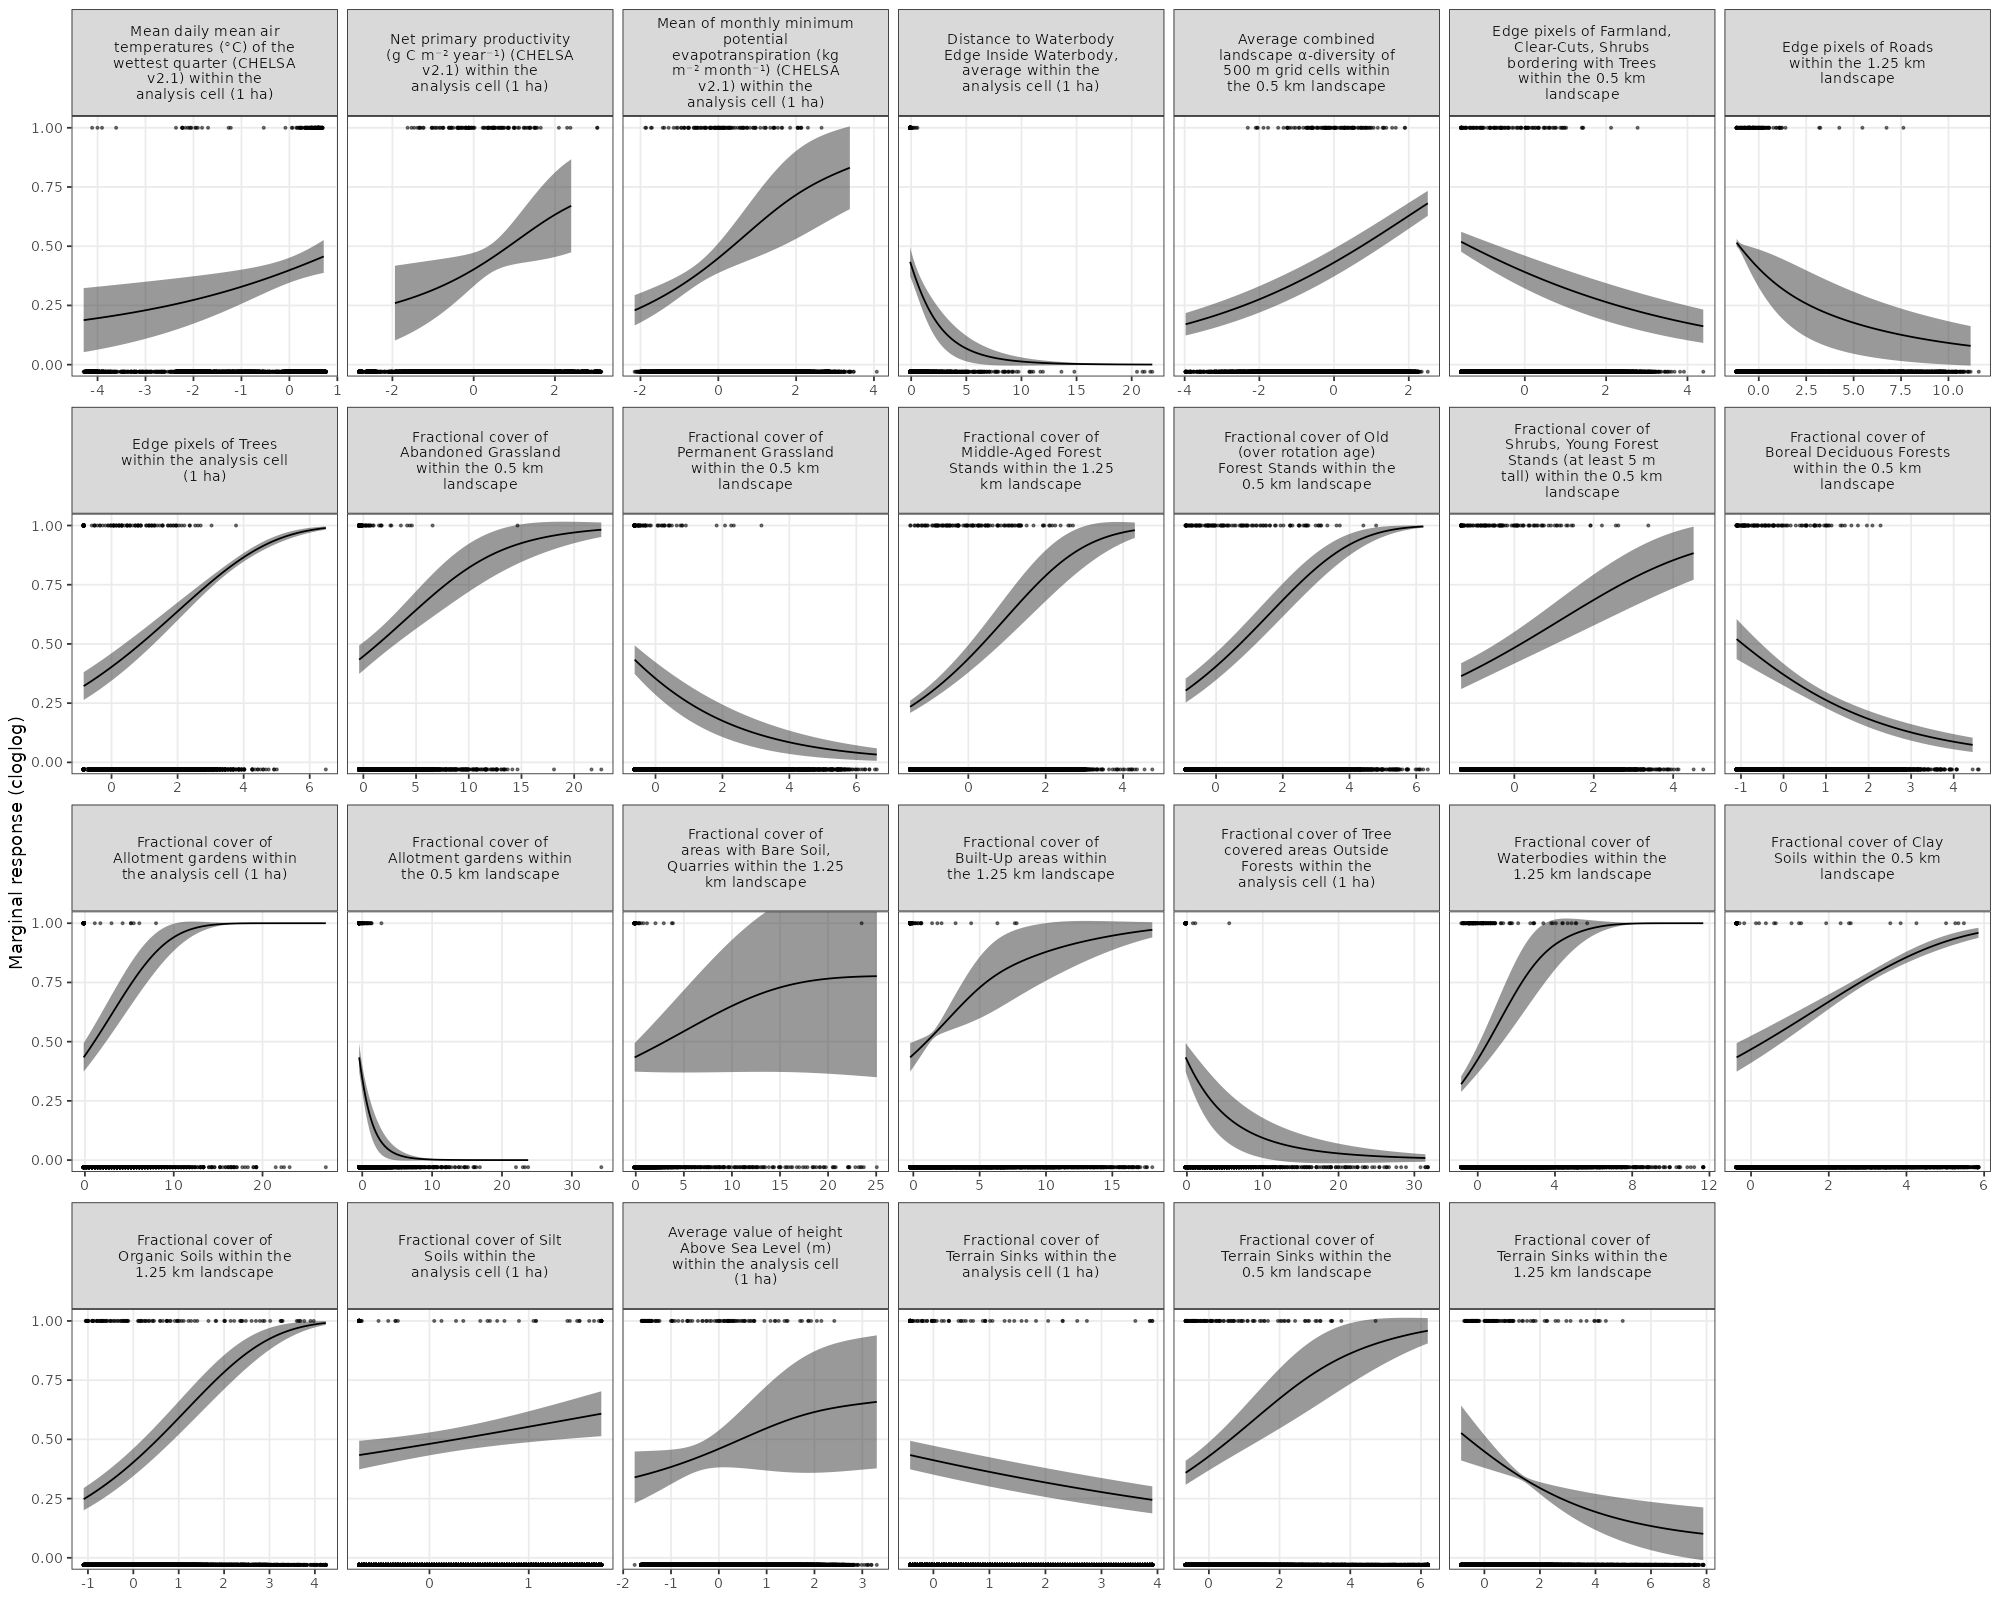 Mean daily mean air
temperatures (°C) of the
wettest quarter (CHELSA
v2.1) within the
analysis cell (1 ha)
Net primary productivity
(g C m⁻² year⁻¹) (CHELSA
v2.1) within the
analysis cell (1 ha)
Mean of monthly minimum
potential
evapotranspiration (kg
m⁻² month⁻¹) (CHELSA
v2.1) within the
analysis cell (1 ha)
Distance to Waterbody
Edge Inside Waterbody,
average within the
analysis cell (1 ha)
Average combined
landscape α-diversity of
500 m grid cells within
the 0.5 km landscape
Edge pixels of Farmland,
Clear-Cuts, Shrubs
bordering with Trees
within the 0.5 km
landscape
Edge pixels of Roads
within the 1.25 km
landscape
1.00
0.75
0.50
0.25
0.00
-4 -3 -2 -1 0 1
-2 0 2
-2 0 2 4
0 5 10 15 20
-4 -2 0 2
0 2 4
0.0 2.5 5.0 7.5 10.0
Edge pixels of Trees
within the analysis cell
(1 ha)
Fractional cover of
Abandoned Grassland
within the 0.5 km
landscape
Fractional cover of
Permanent Grassland
within the 0.5 km
landscape
Fractional cover of
Middle-Aged Forest
Stands within the 1.25
km landscape
Fractional cover of Old
(over rotation age)
Forest Stands within the
0.5 km landscape
Fractional cover of
Shrubs, Young Forest
Stands (at least 5 m
tall) within the 0.5 km
landscape
Fractional cover of
Boreal Deciduous Forests
within the 0.5 km
landscape
1.00
0.75
0.50
0.25
0.00
0 2 4 6
0 5 10 15 20
0 2 4 6
0 2 4
0 2 4 6
0 2 4
-1 0 1 2 3 4
Marginal response (cloglog)
Fractional cover of
Allotment gardens within
the analysis cell (1 ha)
Fractional cover of
Allotment gardens within
the 0.5 km landscape
Fractional cover of
areas with Bare Soil,
Quarries within the 1.25
km landscape
Fractional cover of
Built-Up areas within
the 1.25 km landscape
Fractional cover of Tree
covered areas Outside
Forests within the
analysis cell (1 ha)
Fractional cover of
Waterbodies within the
1.25 km landscape
Fractional cover of Clay
Soils within the 0.5 km
landscape
1.00
0.75
0.50
0.25
0.00
0 10 20
0 10 20 30
0 5 10 15 20 25
0 5 10 15
0 10 20 30
0 4 8 12
0 2 4 6
Fractional cover of
Organic Soils within the
1.25 km landscape
Fractional cover of Silt
Soils within the
analysis cell (1 ha)
Average value of height
Above Sea Level (m)
within the analysis cell
(1 ha)
Fractional cover of
Terrain Sinks within the
analysis cell (1 ha)
Fractional cover of
Terrain Sinks within the
0.5 km landscape
Fractional cover of
Terrain Sinks within the
1.25 km landscape
1.00
0.75
0.50
0.25
0.00
-1 0 1 2 3 4
0 1
-2 -1 0 1 2 3
0 1 2 3 4
0 2 4 6
0 2 4 6 8